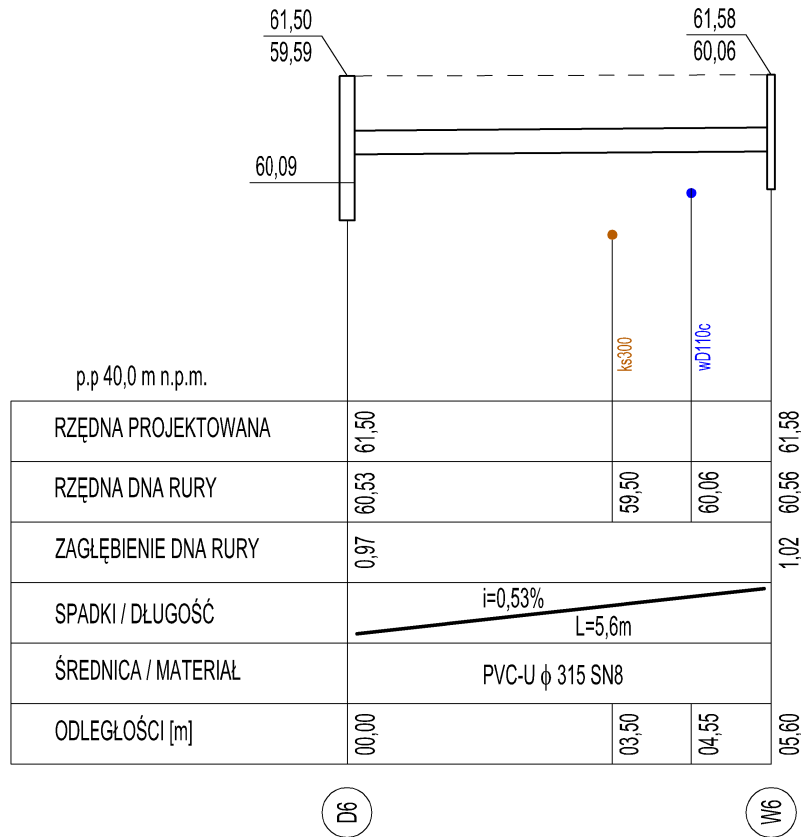 61,50
59,59
61,58
60,06
60,09
ks300
wD110c
p.p 40,0 m n.p.m.
RZĘDNA PROJEKTOWANA
61,50
61,58
RZĘDNA DNA RURY
60,53
59,50
60,06
60,56
ZAGŁĘBIENIE DNA RURY
0,97
1,02
SPADKI / DŁUGOŚĆ
i=0,53%
L=5,6m
ŚREDNICA / MATERIAŁ
PVC-U ϕ 315 SN8
ODLEGŁOŚCI [m]
00,00
03,50
04,55
05,60
D6
W6